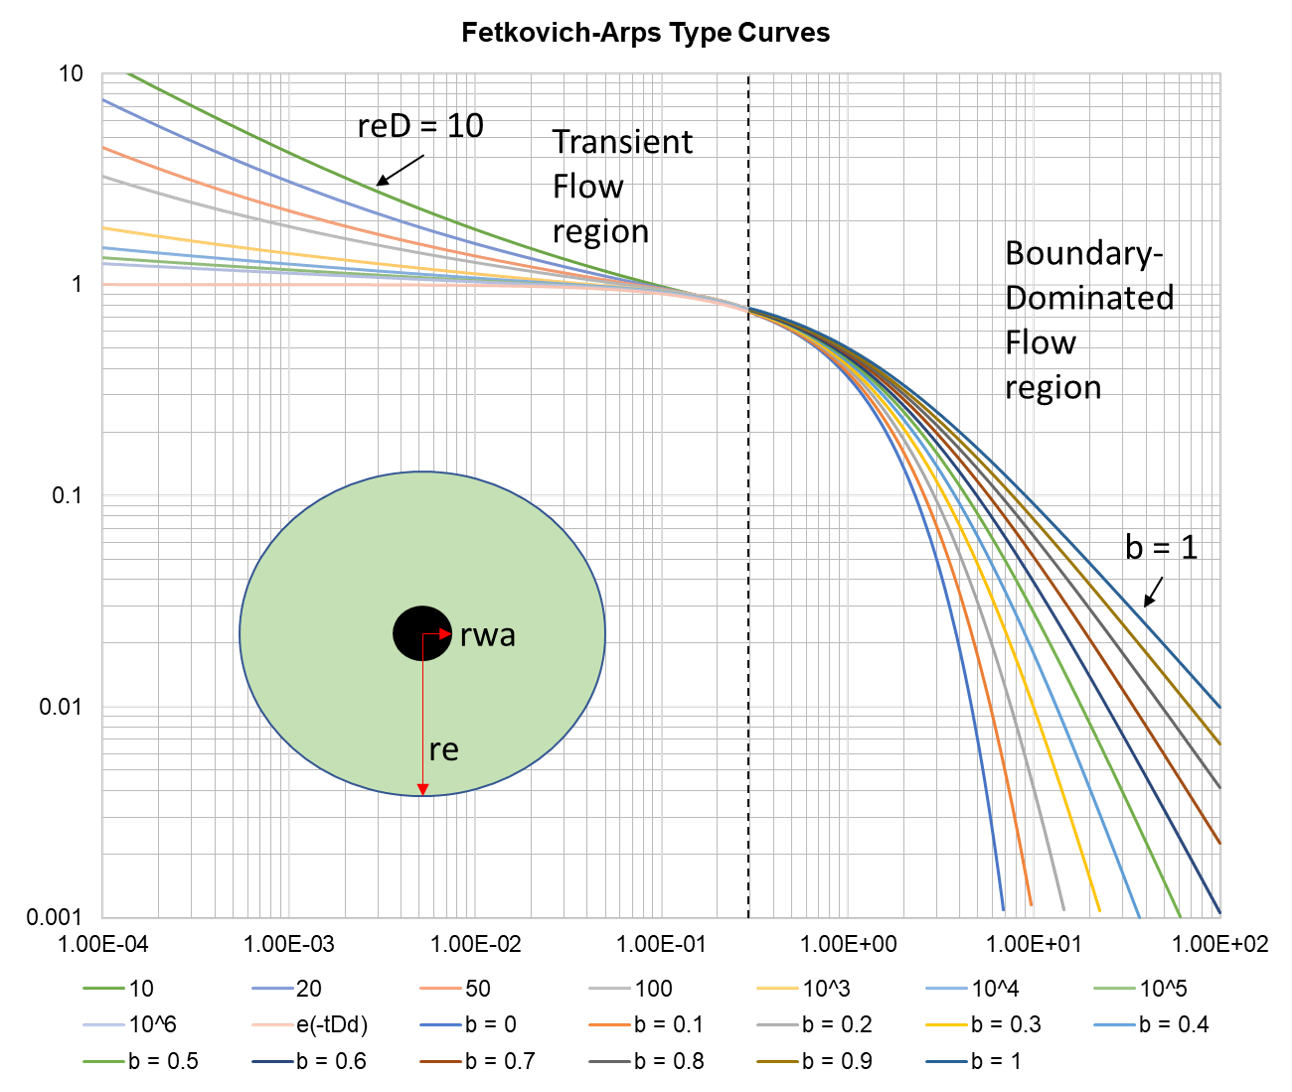 Fetkovich-Arps Type Curves
10
reD = 10
Transient
Flow
region
Boundary-
Dominated
Flow
region
1
0.1
b = 1
rwa
re
0.01
0.001
1.00E-04 1.00E-03 1.00E-02 1.00E-01 1.00E+00 1.00E+01 1.00E+02
10 20 50 100 10^3 10^4 10^5
10^6 e(-tDd) b = 0 b = 0.1 b = 0.2 b = 0.3 b = 0.4
b = 0.5 b = 0.6 b = 0.7 b = 0.8 b = 0.9 b = 1